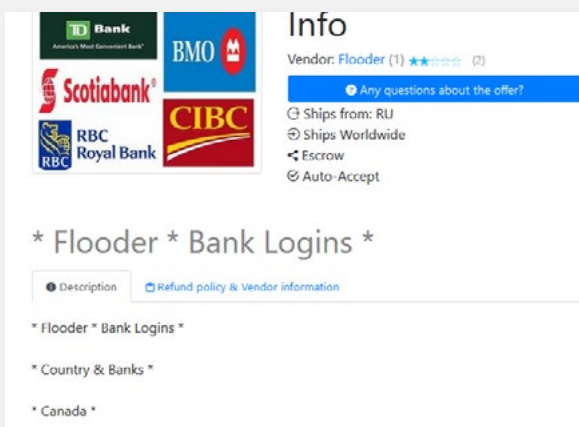 TD Bank
America's Most Convenient Bank®
BMO
Scotiabank®
CIBC
RBC
Royal Bank
RBC
Info
Vendor: Flooder (1) (2)
Any questions about the offer?
Ships from: RU
Ships Worldwide
Escrow
Auto-Accept
* Flooder * Bank Logins *
Description
Refund policy & Vendor information
* Flooder * Bank Logins *
* Country & Banks *
* Canada *